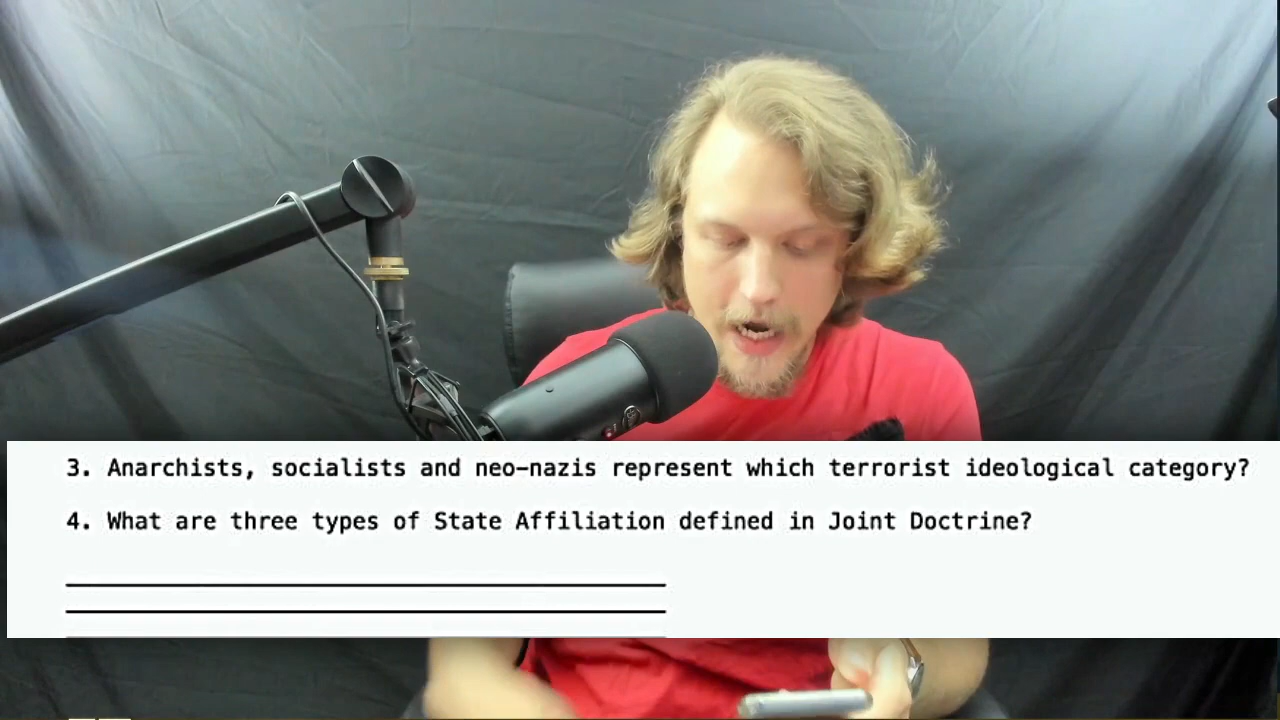 3. Anarchists, socialists and neo-nazis represent which terrorist ideological category?
4. What are three types of State Affiliation defined in Joint Doctrine?